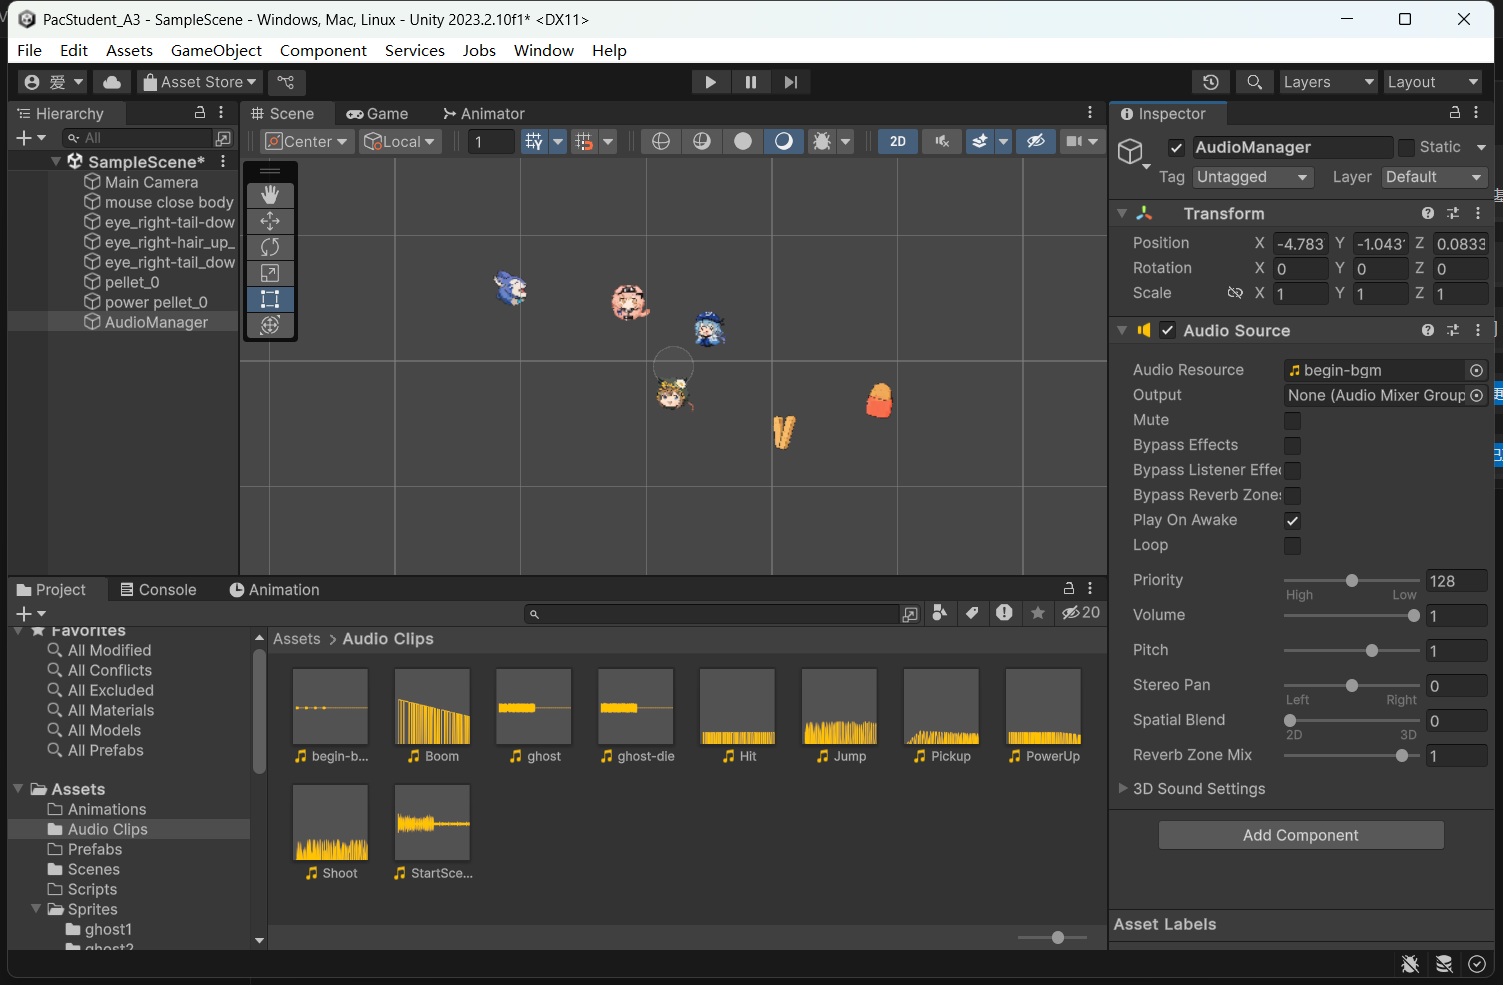 PacStudent_A3 - SampleScene - Windows, Mac, Linux - Unity 2023.2.10f1* <DX11>
File Edit Assets GameObject Component Services Jobs Window Help
爱 Asset Store Layers Layout
Hierarchy
All
SampleScene*
Main Camera
mouse close body
eye_right-tail-dow
eye_right-hair_up_
eye_right-tail_dow
pellet_0
power pellet_0
AudioManager
Scene Game Animator
Center Local 1 2D
Inspector
AudioManager Static
Tag Untagged Layer Default
Transform
Position X -4.783 Y -1.043 Z 0.0833
Rotation X 0 Y 0 Z 0
Scale X 1 Y 1 Z 1
Audio Source
Audio Resource begin-bgm
Output None (Audio Mixer Group
Mute
Bypass Effects
Bypass Listener Effe
Bypass Reverb Zone
Play On Awake
Loop
Priority 128
High Low
Volume 1
Pitch 1
Stereo Pan 0
Left Right
Spatial Blend 0
2D 3D
Reverb Zone Mix 1
3D Sound Settings
Add Component
Asset Labels
Project Console Animation
20
Favorites
All Modified
All Conflicts
All Excluded
All Materials
All Models
All Prefabs
Assets
Animations
Audio Clips
Prefabs
Scenes
Scripts
Sprites
ghost1
ghost2
Assets > Audio Clips
begin-b... Boom ghost ghost-die Hit Jump Pickup PowerUp
Shoot StartSce...